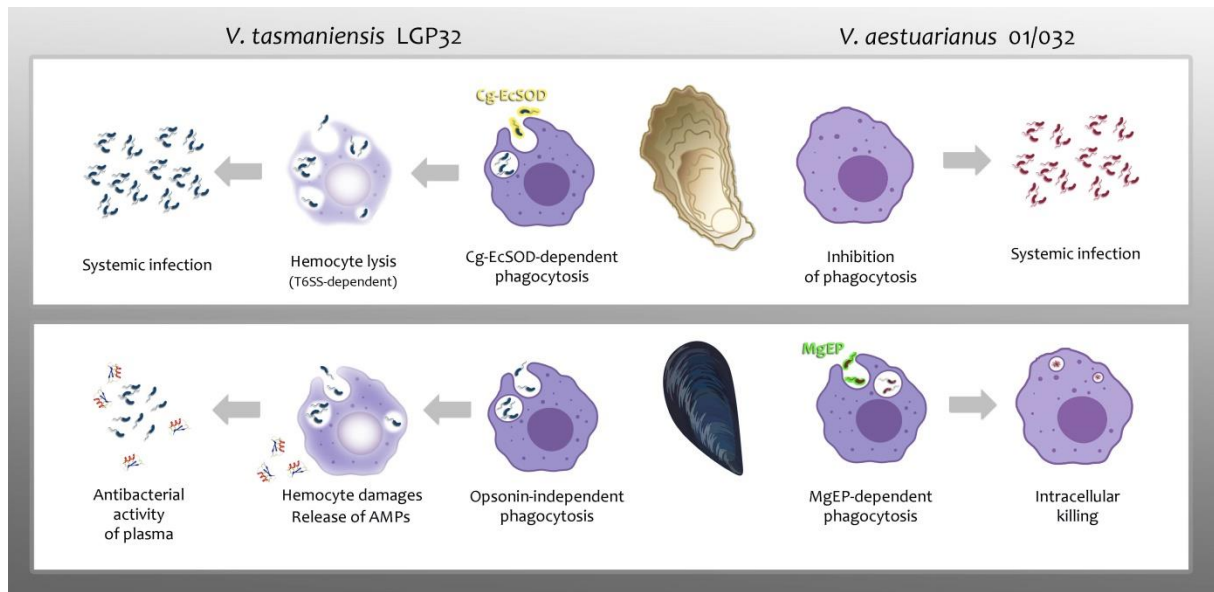 V. tasmaniensis LGP32
V. aestuarianus 01/032
Cg-EcSOD
Systemic infection
Hemocyte lysis
(T6SS-dependent)
Cg-EcSOD-dependent
phagocytosis
Inhibition
of phagocytosis
Systemic infection
MgEP
Antibacterial
activity
of plasma
Hemocyte damages
Release of AMPs
Opsonin-independent
phagocytosis
MgEP-dependent
phagocytosis
Intracellular
killing